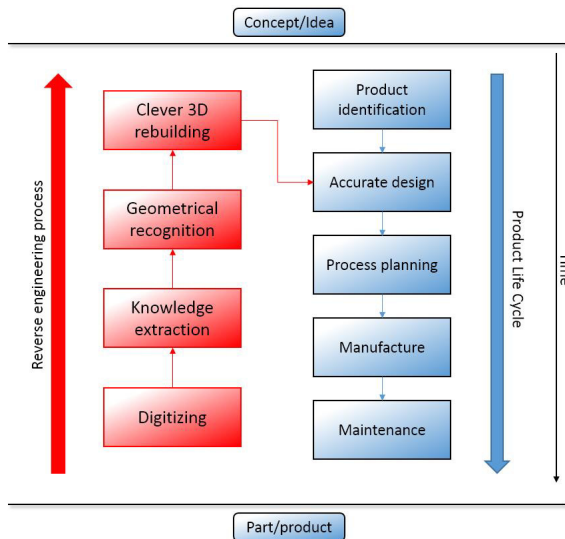 Concept/Idea
Reverse engineering process
Clever 3D
rebuilding
Geometrical
recognition
Knowledge
extraction
Digitizing
Product
identification
Accurate design
Process planning
Manufacture
Maintenance
Product Life Cycle
Time
Part/product